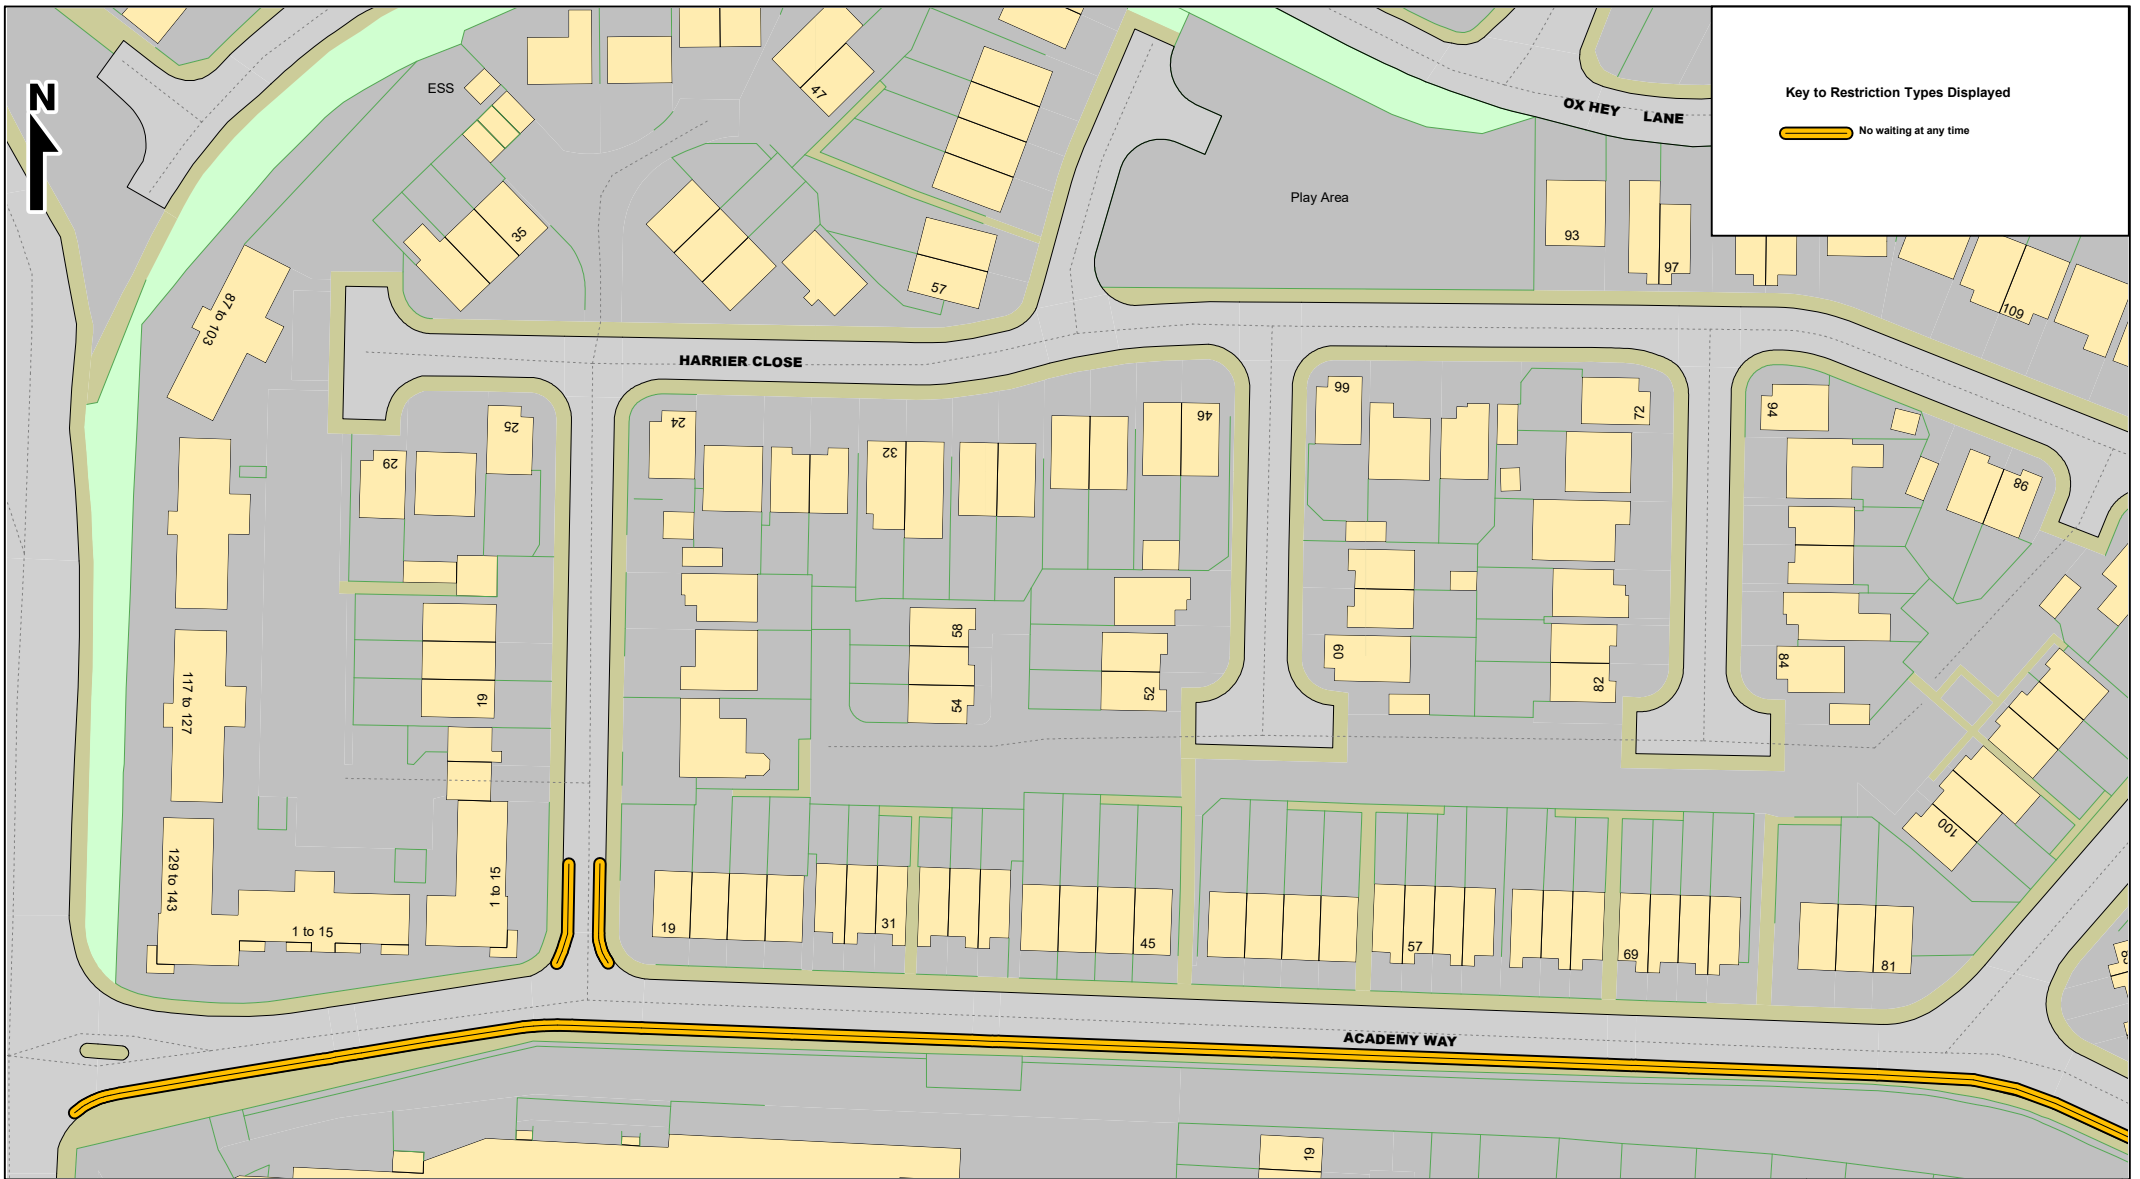 Key to Restriction Types Displayed
No waiting at any time
N
ESS
47
OX HEY LANE
Play Area
35
57
93
97
109
87 to 103
HARRIER CLOSE
25
29
24
32
46
66
72
94
98
58
54
52
60
82
84
19
117 to 127
129 to 143
1 to 15
1 to 15
19
31
45
57
69
81
100
ACADEMY WAY
19